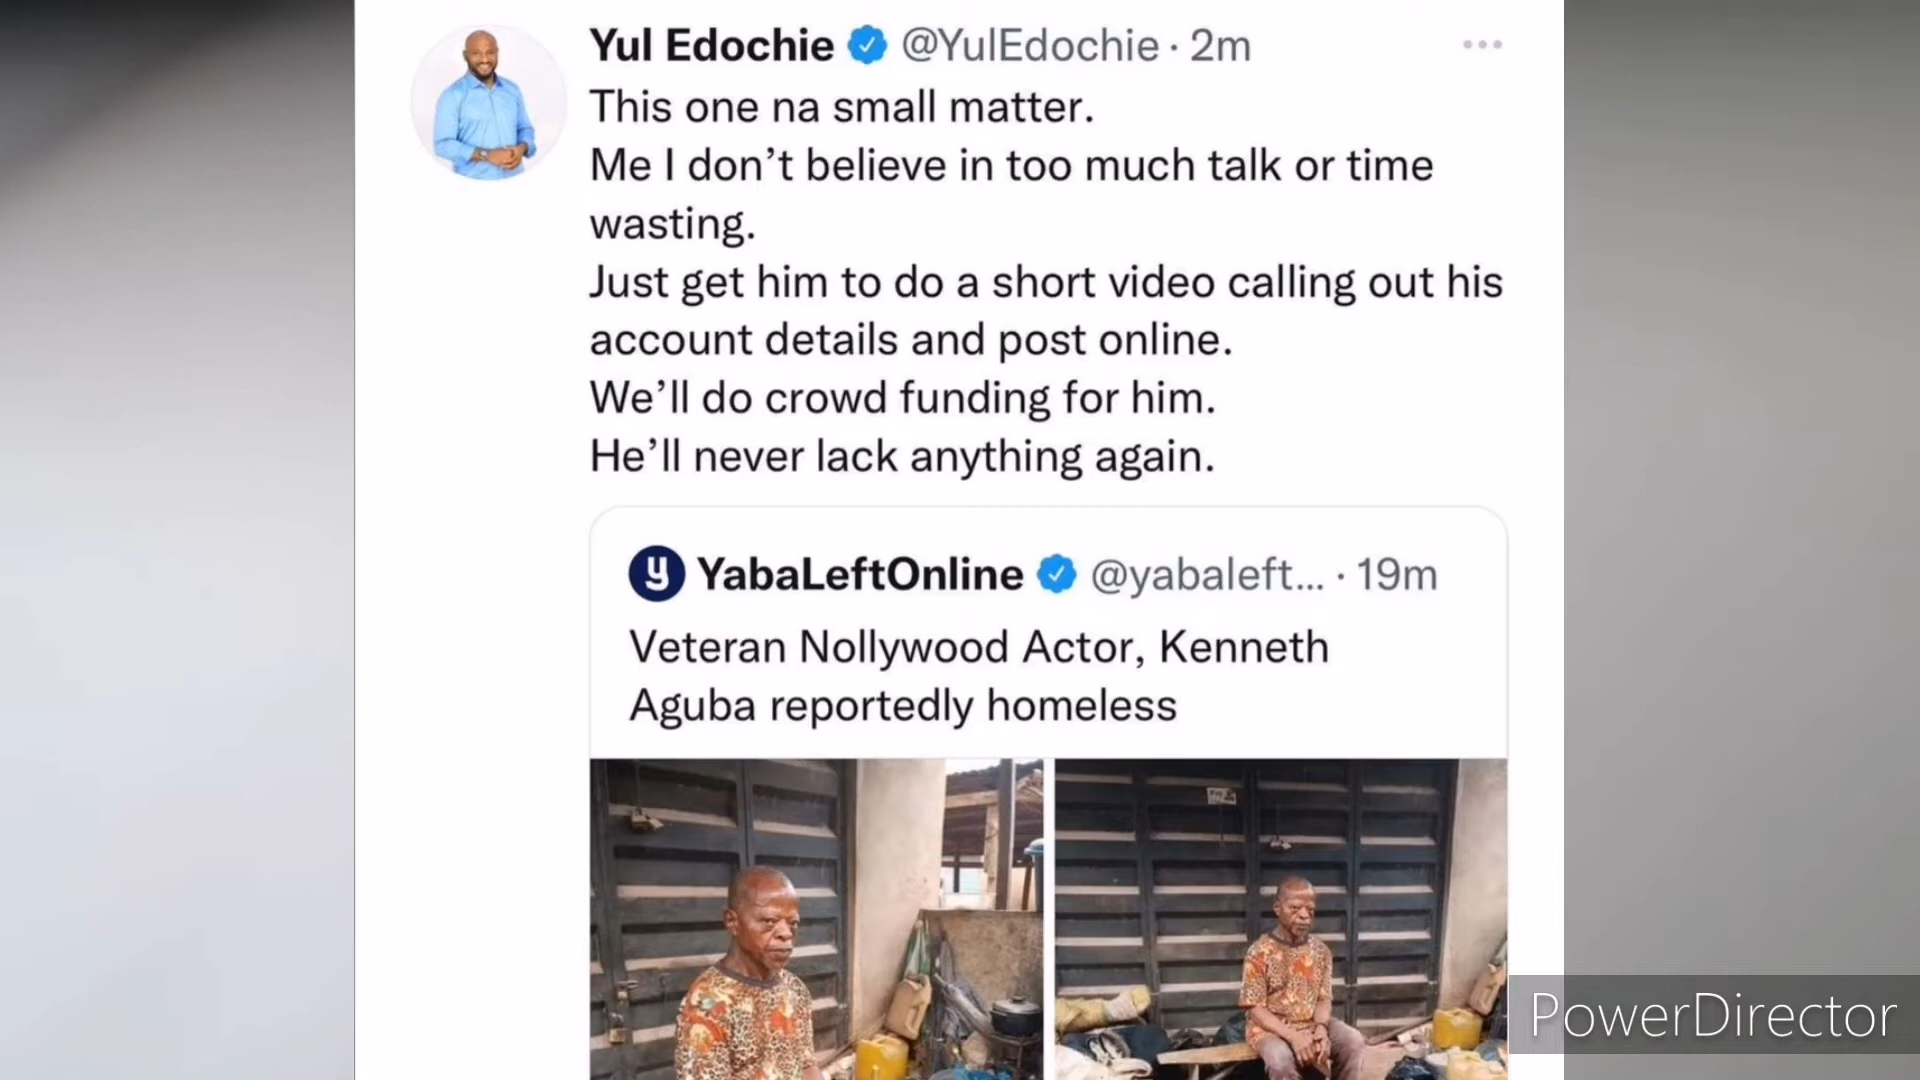 Yul Edochie @YulEdochie · 2m
This one na small matter.
Me I don’t believe in too much talk or time
wasting.
Just get him to do a short video calling out his
account details and post online.
We’ll do crowd funding for him.
He’ll never lack anything again.
y YabaLeftOnline @yabaleft... · 19m
Veteran Nollywood Actor, Kenneth
Aguba reportedly homeless
PowerDirector